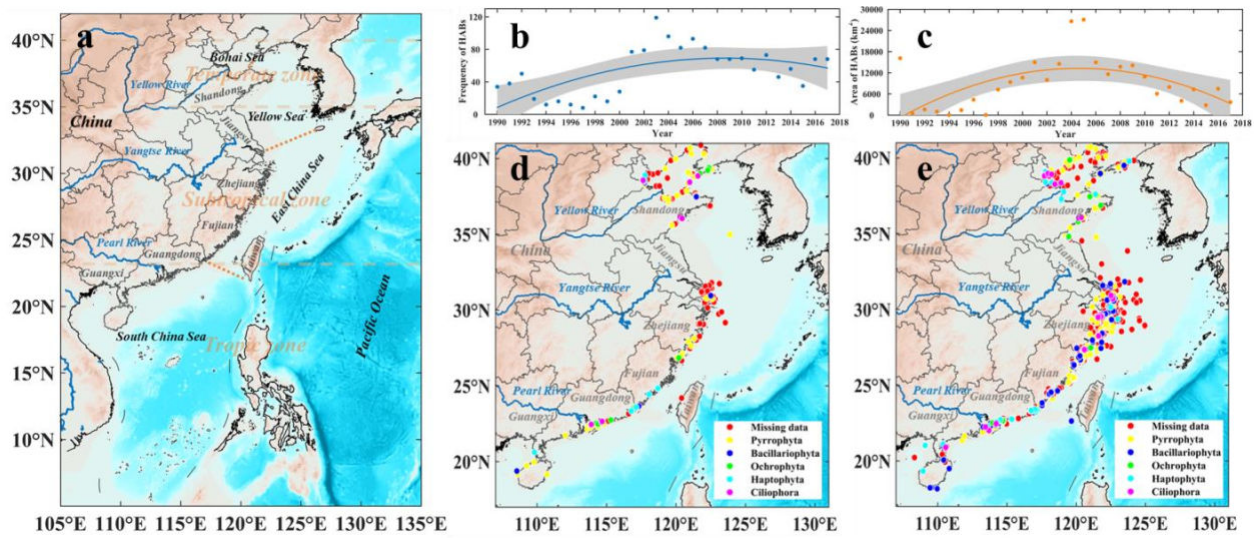 a
40°N
35°N
30°N
25°N
20°N
15°N
10°N
105°E
110°E
115°E
120°E
125°E
130°E
135°E
Bohai Sea
Temperate zone
Yellow River
Shandong
Yellow Sea
China
Jiangsu
Yangtse River
Zhejiang
East China Sea
Subtropical zone
Fujian
Pearl River
Guangdong
Taiwan
Guangxi
South China Sea
Tropic zone
Pacific Ocean
b
Frequency of HABs
120
80
40
0
1990 1992 1994 1996 1998 2000 2002 2004 2006 2008 2010 2012 2014 2016 2018
Year
c
Area of HABs (km²)
30000
24000
18000
12000
6000
0
1990 1992 1994 1996 1998 2000 2002 2004 2006 2008 2010 2012 2014 2016 2018
Year
d
40°N
35°N
30°N
25°N
20°N
110°E
115°E
120°E
125°E
130°E
Yellow River
Shandong
China
Jiangsu
Yangtse River
Zhejiang
Fujian
Pearl River
Guangdong
Taiwan
Guangxi
Missing data
Pyrrophyta
Bacillariophyta
Ochrophyta
Haptophyta
Ciliophora
e
40°N
35°N
30°N
25°N
20°N
110°E
115°E
120°E
125°E
130°E
Yellow River
Shandong
China
Jiangsu
Yangtse River
Zhejiang
Fujian
Pearl River
Guangdong
Taiwan
Guangxi
Missing data
Pyrrophyta
Bacillariophyta
Ochrophyta
Haptophyta
Ciliophora